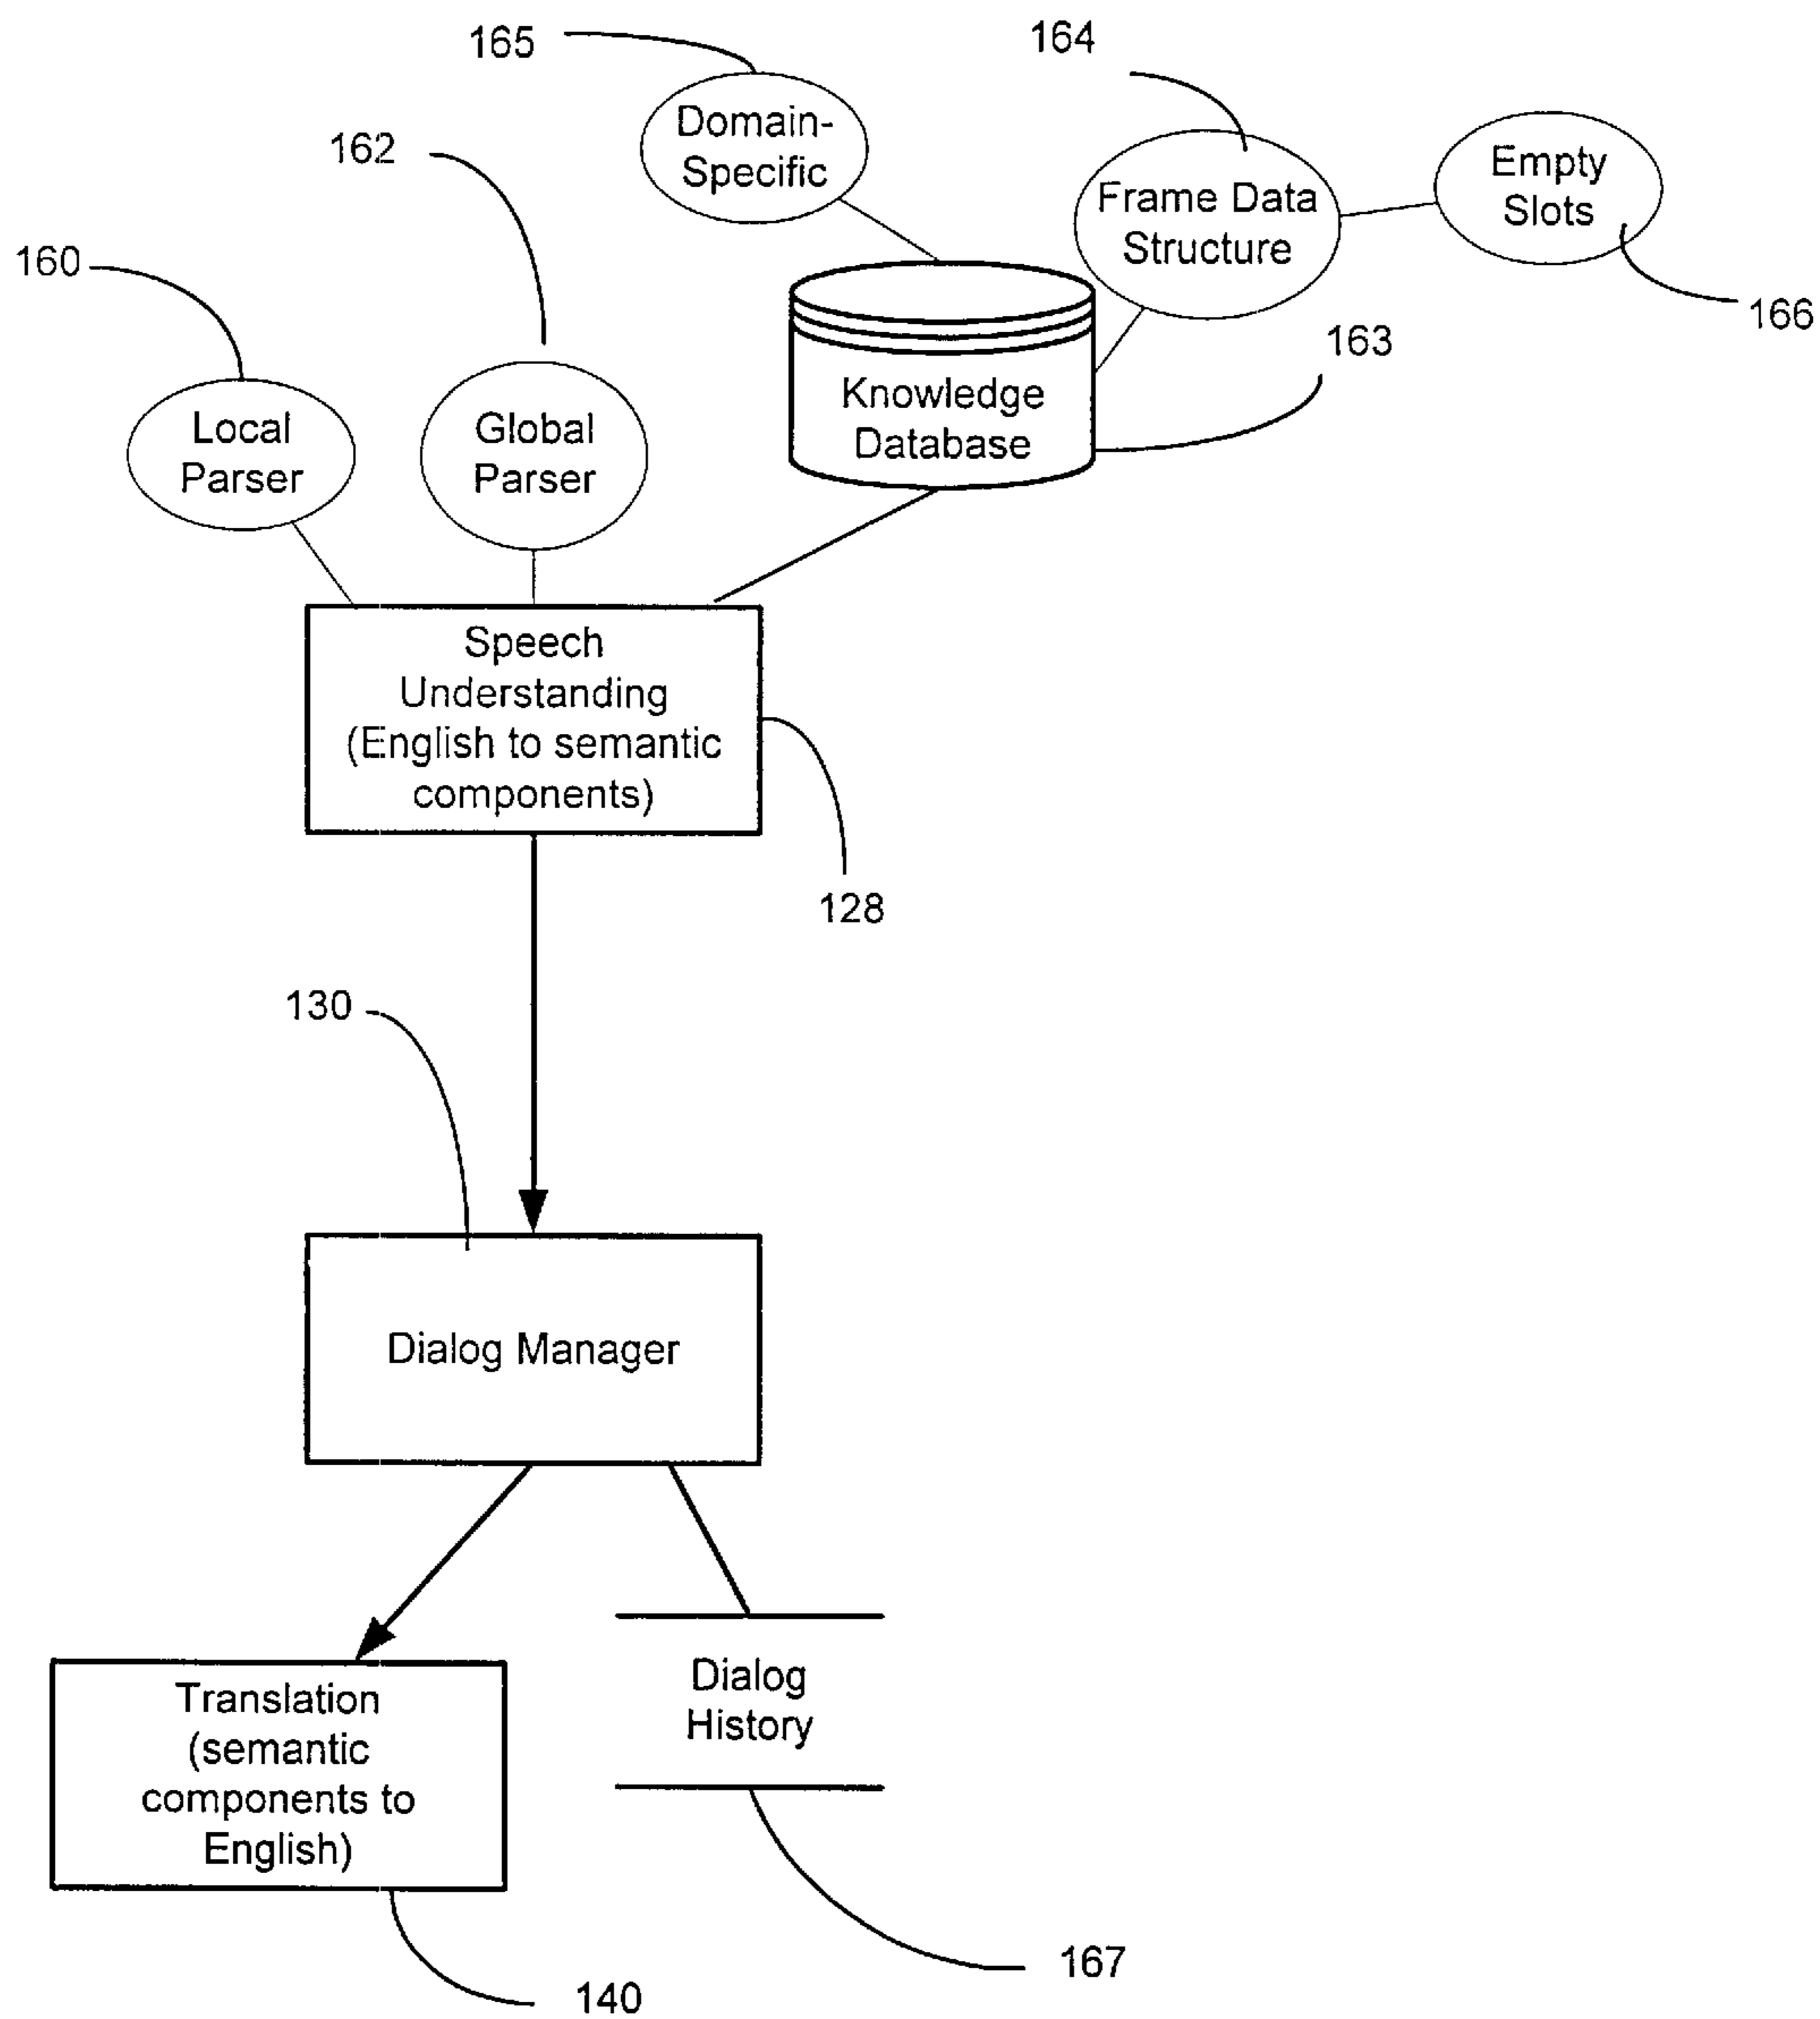 165
164
Domain-
Specific
162
Empty
Slots
Frame Data
Structure
160
166
163
Knowledge
Database
Local
Parser
Global
Parser
Speech
Understanding
(English to semantic
components)
128
130
Dialog Manager
Dialog
History
Translation
(semantic
components to
English)
167
140